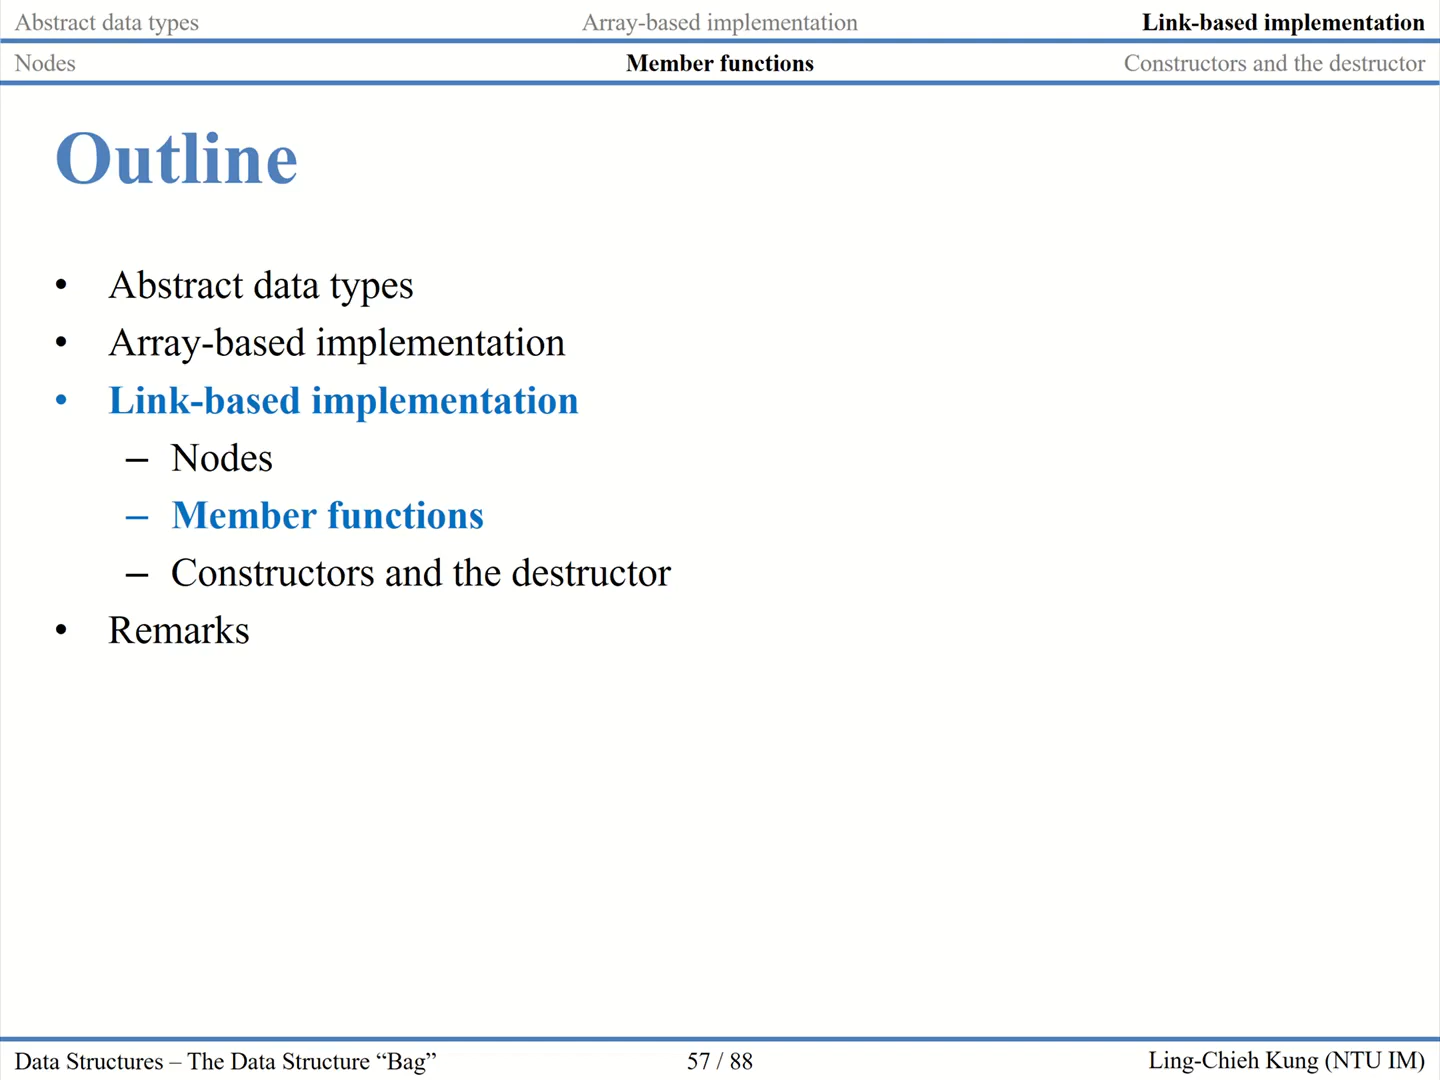 Abstract data types Array-based implementation Link-based implementation
Nodes Member functions Constructors and the destructor
Outline
• Abstract data types
• Array-based implementation
• Link-based implementation
– Nodes
– Member functions
– Constructors and the destructor
• Remarks
Data Structures – The Data Structure “Bag” 57 / 88 Ling-Chieh Kung (NTU IM)